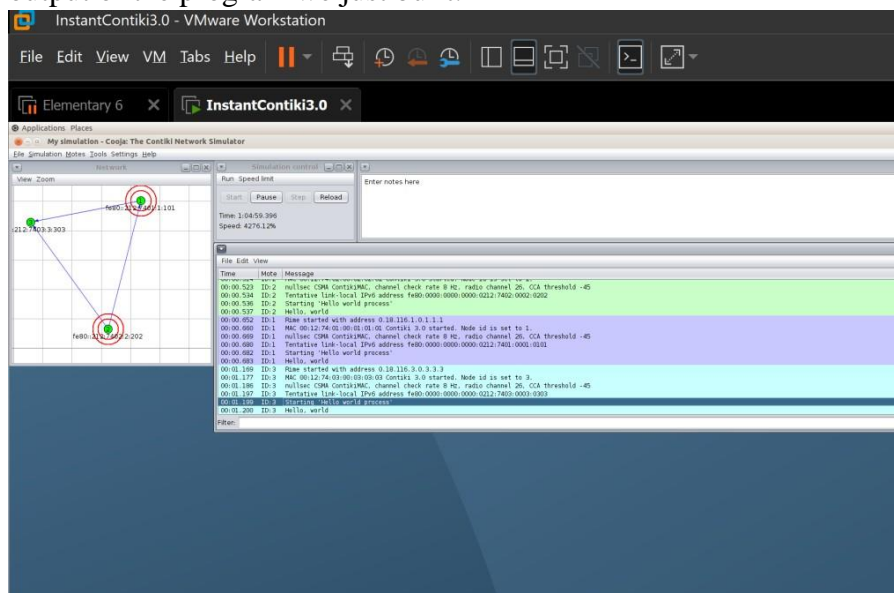 InstantContiki3.0 - VMware Workstation
File Edit View VM Tabs Help
Elementary 6
InstantContiki3.0
Applications Places
My simulation - Cooja: The Contiki Network Simulator
File Simulation Motes Tools Settings Help
Network
View Zoom
Simulation control
Run Speed limit
Start Pause Step Reload
Time: 1:04:59.396
Speed: 4276.12%
Enter notes here
File Edit View
Time Mote Message
00:00.523 ID:2 nullsec CSMA ContikiMAC, channel check rate 8 Hz, radio channel 26, CCA threshold -45
00:00.534 ID:2 Tentative link-local IPv6 address fe80:0000:0000:0000:0212:7402:0002:0202
00:00.536 ID:2 Starting 'Hello world process'
00:00.537 ID:2 Hello, world
00:00.652 ID:1 Rime started with address 0.18.116.1.0.1.1.1
00:00.660 ID:1 MAC 00:12:74:01:00:01:01:01 Contiki 3.0 started. Node id is set to 1.
00:00.669 ID:1 nullsec CSMA ContikiMAC, channel check rate 8 Hz, radio channel 26, CCA threshold -45
00:00.680 ID:1 Tentative link-local IPv6 address fe80:0000:0000:0000:0212:7401:0001:0101
00:00.682 ID:1 Starting 'Hello world process'
00:00.683 ID:1 Hello, world
00:01.169 ID:3 Rime started with address 0.18.116.3.0.3.3.3
00:01.177 ID:3 MAC 00:12:74:03:00:03:03:03 Contiki 3.0 started. Node id is set to 3.
00:01.186 ID:3 nullsec CSMA ContikiMAC, channel check rate 8 Hz, radio channel 26, CCA threshold -45
00:01.197 ID:3 Tentative link-local IPv6 address fe80:0000:0000:0000:0212:7403:0003:0303
00:01.199 ID:3 Starting 'Hello world process'
00:01.200 ID:3 Hello, world
Filter: